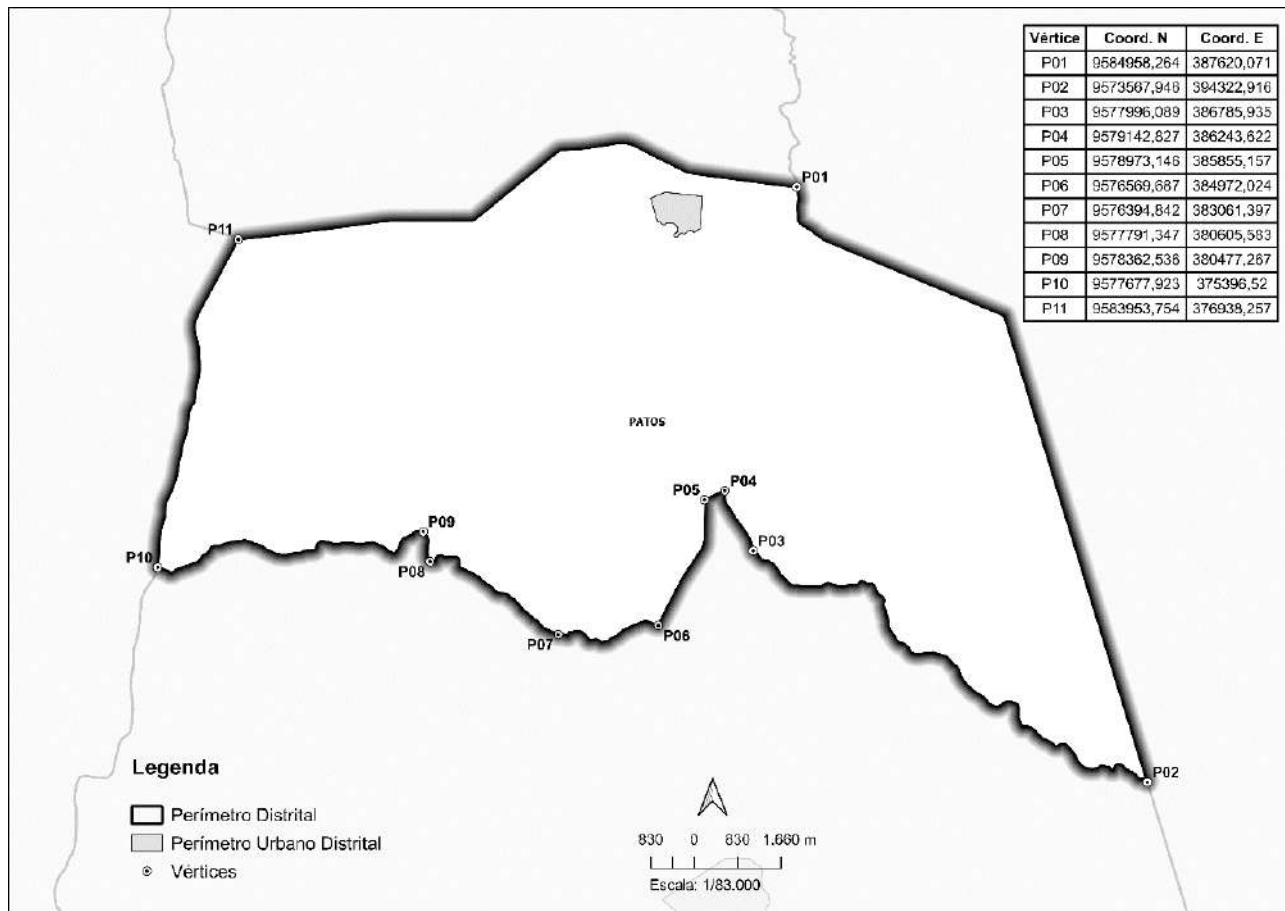 Vértice Coord. N Coord. E
P01 9584958,264 387620,071
P02 9573567,946 394322,916
P03 9577996,089 386785,935
P04 9579142,827 386243,622
P05 9578973,146 385855,157
P06 9576569,687 384972,024
P07 9576394,842 383061,397
P08 9577791,347 380605,563
P09 9578362,536 380477,267
P10 9577677,923 375396,52
P11 9583953,754 376938,257
P01
P11
PATOS
P05
P04
P09
P03
P10
P08
P07
P06
P02
Legenda
Perímetro Distrital
Perímetro Urbano Distrital
Vértices
830 0 830 1.660 m
Escala: 1/83.000